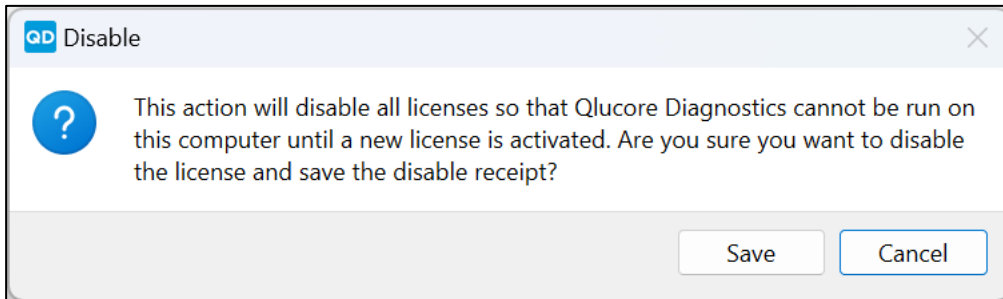 QD Disable
?
This action will disable all licenses so that Qlucore Diagnostics cannot be run on
this computer until a new license is activated. Are you sure you want to disable
the license and save the disable receipt?
Save Cancel